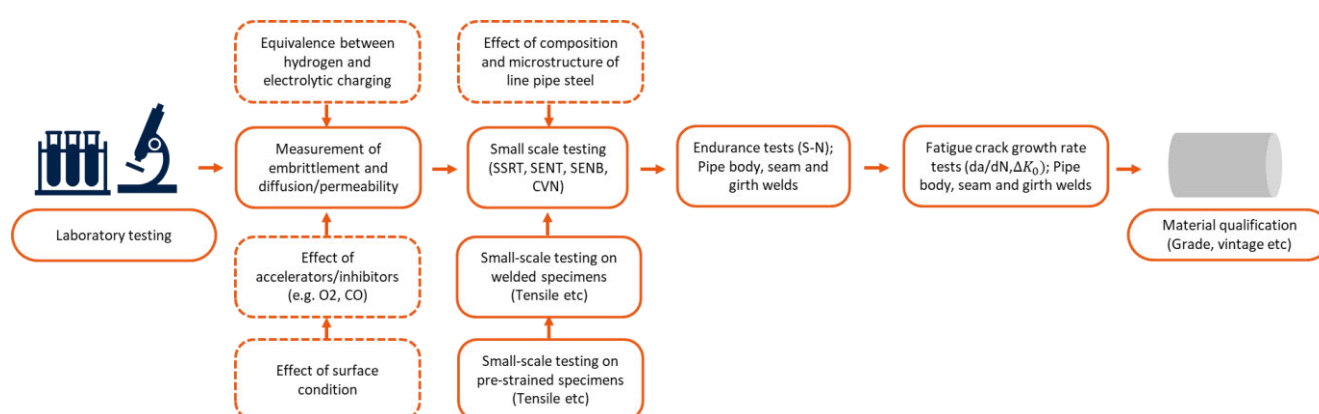 Equivalence between
hydrogen and
electrolytic charging
Effect of composition
and microstructure of
line pipe steel
Laboratory testing
Measurement of
embrittlement and
diffusion/permeability
Small scale testing
(SSRT, SENT, SENB,
CVN)
Endurance tests (S-N);
Pipe body, seam and
girth welds
Fatigue crack growth rate
tests (da/dN,ΔK₀); Pipe
body, seam and girth welds
Material qualification
(Grade, vintage etc)
Effect of
accelerators/inhibitors
(e.g. O2, CO)
Small-scale testing on
welded specimens
(Tensile etc)
Effect of surface
condition
Small-scale testing on
pre-strained specimens
(Tensile etc)